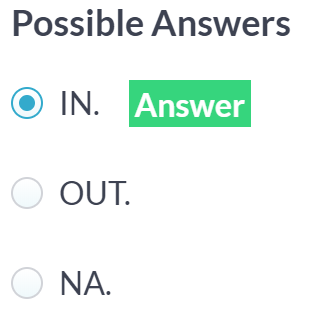 Possible Answers
IN. Answer
OUT.
NA.